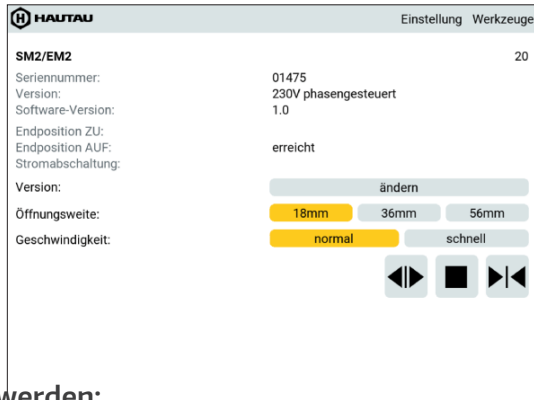 HAUTAU Einstellung Werkzeuge
SM2/EM2 20
Seriennummer: 01475
Version: 230V phasengesteuert
Software-Version: 1.0
Endposition ZU:
Endposition AUF: erreicht
Stromabschaltung:
Version: ändern
Öffnungsweite: 18mm 36mm 56mm
Geschwindigkeit: normal schnell
werden: